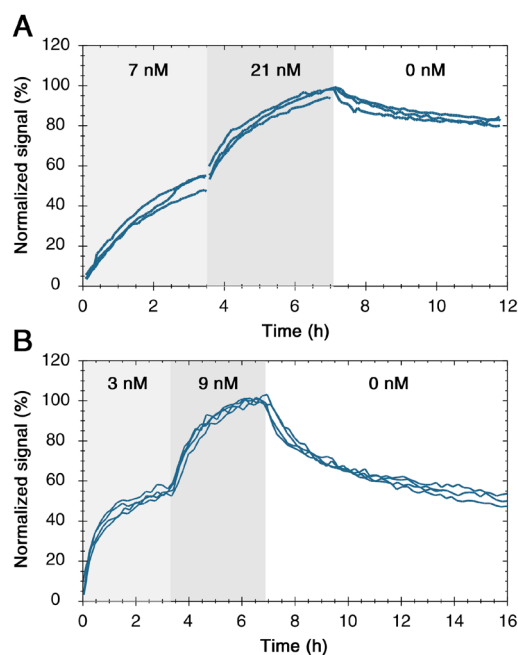 A
120
7 nM 21 nM 0 nM
100
80
60
40
20
0
Normalized signal (%)
0 2 4 6 8 10 12
Time (h)
B
120
3 nM 9 nM 0 nM
100
80
60
40
20
0
Normalized signal (%)
0 2 4 6 8 10 12 14 16
Time (h)